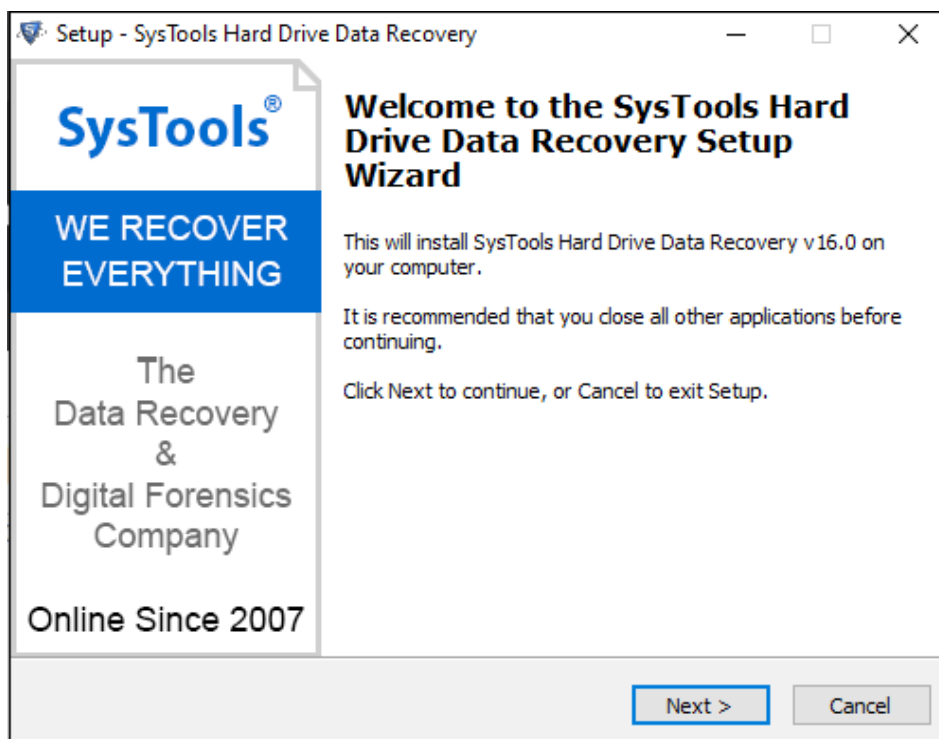 Setup - SysTools Hard Drive Data Recovery
SysTools®
WE RECOVER
EVERYTHING
The
Data Recovery
&
Digital Forensics
Company
Online Since 2007
Welcome to the SysTools Hard
Drive Data Recovery Setup
Wizard
This will install SysTools Hard Drive Data Recovery v16.0 on
your computer.
It is recommended that you close all other applications before
continuing.
Click Next to continue, or Cancel to exit Setup.
Next >
Cancel